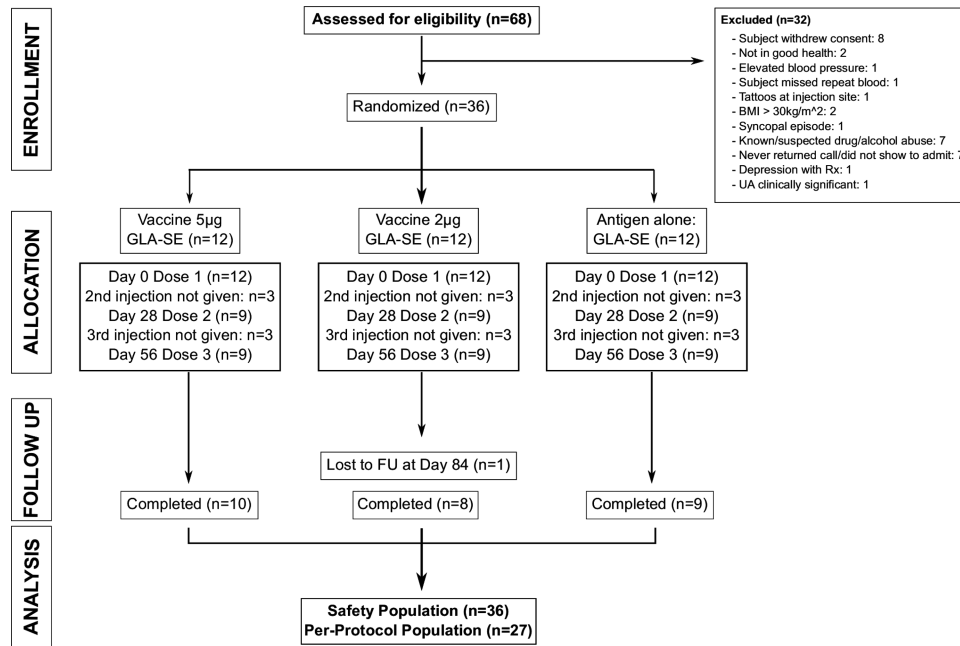 ENROLLMENT
Assessed for eligibility (n=68)
Excluded (n=32)
- Subject withdrew consent: 8
- Not in good health: 2
- Elevated blood pressure: 1
- Subject missed repeat blood: 1
- Tattoos at injection site: 1
- BMI > 30kg/m^2: 2
- Syncopal episode: 1
- Known/suspected drug/alcohol abuse: 7
- Never returned call/did not show to admit: 7
- Depression with Rx: 1
- UA clinically significant: 1
Randomized (n=36)
ALLOCATION
Vaccine 5µg
GLA-SE (n=12)
Day 0 Dose 1 (n=12)
2nd injection not given: n=3
Day 28 Dose 2 (n=9)
3rd injection not given: n=3
Day 56 Dose 3 (n=9)
Vaccine 2µg
GLA-SE (n=12)
Day 0 Dose 1 (n=12)
2nd injection not given: n=3
Day 28 Dose 2 (n=9)
3rd injection not given: n=3
Day 56 Dose 3 (n=9)
Antigen alone:
GLA-SE (n=12)
Day 0 Dose 1 (n=12)
2nd injection not given: n=3
Day 28 Dose 2 (n=9)
3rd injection not given: n=3
Day 56 Dose 3 (n=9)
FOLLOW UP
Lost to FU at Day 84 (n=1)
Completed (n=10)
Completed (n=8)
Completed (n=9)
ANALYSIS
Safety Population (n=36)
Per-Protocol Population (n=27)